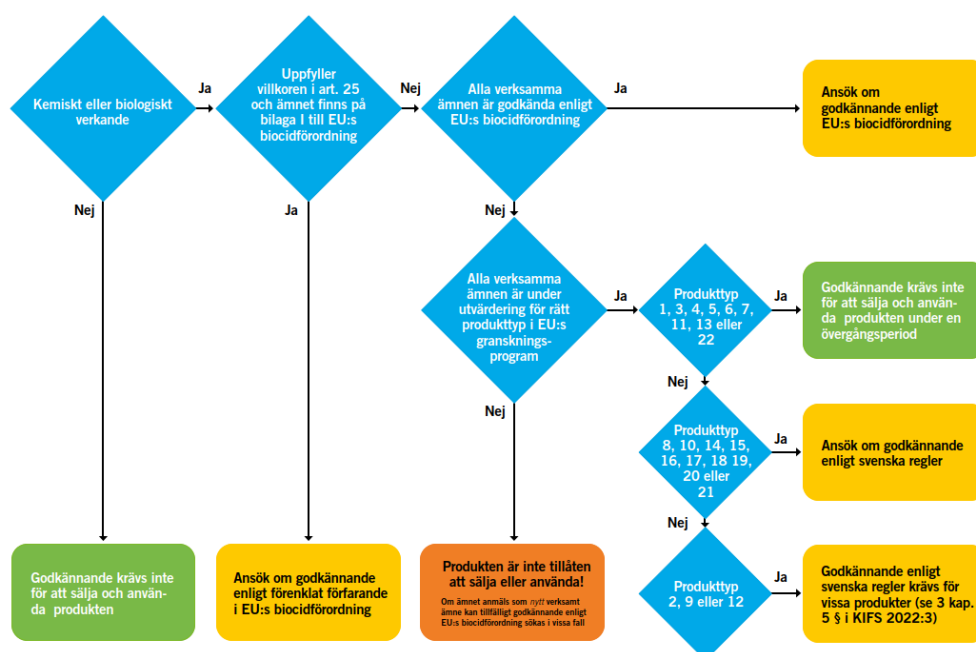 Kemiskt eller biologiskt
verkande
Ja
Nej
Uppfyller
villkoren i art. 25
och ämnet finns på
bilaga I till EU:s
biocidförordning
Nej
Ja
Alla verksamma
ämnen är godkända enligt
EU:s biocidförordning
Ja
Nej
Ansök om
godkännande enligt
EU:s biocidförordning
Alla verksamma
ämnen är under
utvärdering för rätt
produkttyp i EU:s
gransknings-
program
Ja
Nej
Produkttyp
1, 3, 4, 5, 6, 7,
11, 13 eller
22
Ja
Nej
Godkännande krävs inte
för att sälja och använ-
da  produkten under en
övergångsperiod
Produkttyp
8, 10, 14, 15,
16, 17, 18 19,
20 eller
21
Ja
Nej
Ansök om godkännande
enligt svenska regler
Godkännande krävs inte
för att sälja och använ-
da produkten
Ansök om godkännande
enligt förenklat förfarande
i EU:s biocidförordning
Produkten är inte tillåten
att sälja eller använda!
Om ämnet anmäls som nytt verksamt
ämne kan tillfälligt godkännande enligt
EU:s biocidförordning sökas i vissa fall
Produkttyp
2, 9 eller 12
Ja
Godkännande enligt
svenska regler krävs för
vissa produkter (se 3 kap.
5 § i KIFS 2022:3)